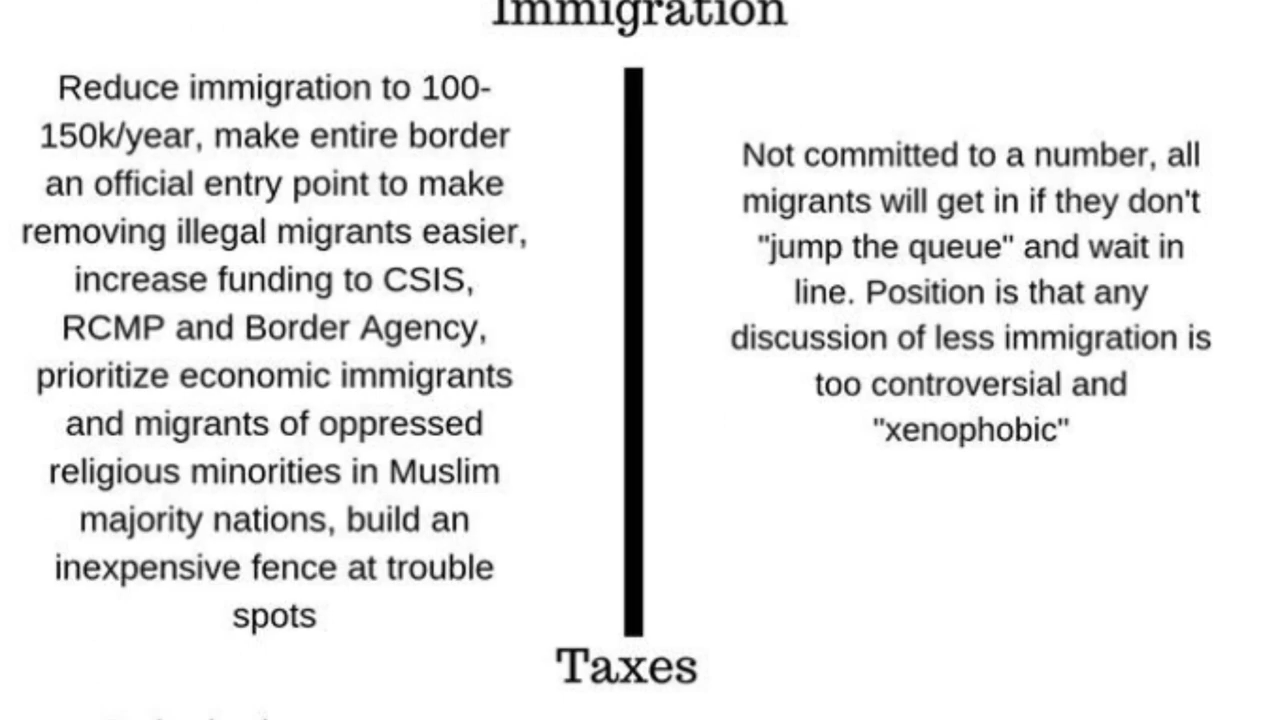 Immigration
Reduce immigration to 100-
150k/year, make entire border
an official entry point to make
removing illegal migrants easier,
increase funding to CSIS,
RCMP and Border Agency,
prioritize economic immigrants
and migrants of oppressed
religious minorities in Muslim
majority nations, build an
inexpensive fence at trouble
spots
Not committed to a number, all
migrants will get in if they don't
"jump the queue" and wait in
line. Position is that any
discussion of less immigration is
too controversial and
"xenophobic"
Taxes